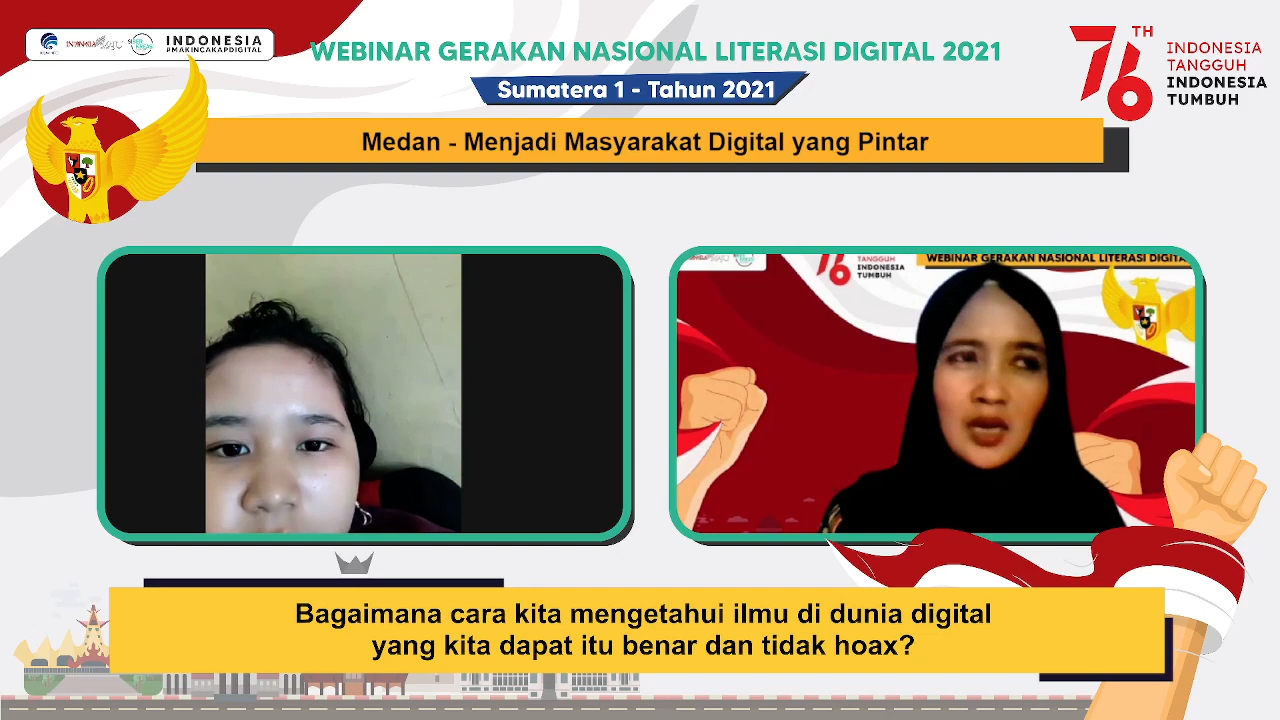 INDONESIA
#MAKINCAKAPDIGITAL
WEBINAR GERAKAN NASIONAL LITERASI DIGITAL 2021
Sumatera 1 - Tahun 2021
76TH
INDONESIA
TANGGUH
INDONESIA
TUMBUH
Medan - Menjadi Masyarakat Digital yang Pintar
76
TANGGUH
INDONESIA
TUMBUH
WEBINAR GERAKAN NASIONAL LITERASI DIGITA
Bagaimana cara kita mengetahui ilmu di dunia digital
yang kita dapat itu benar dan tidak hoax?